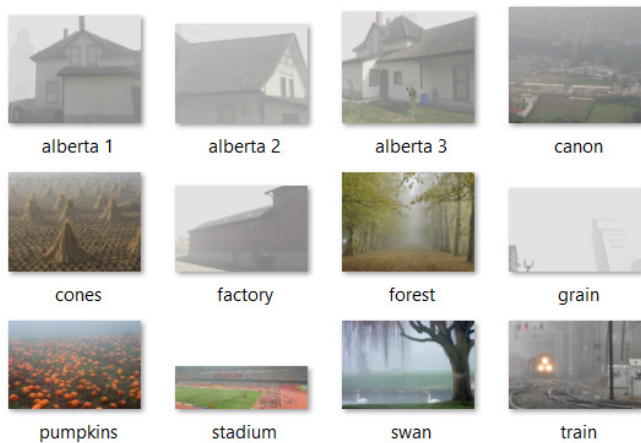 alberta 1
alberta 2
alberta 3
canon
cones
factory
forest
grain
pumpkins
stadium
swan
train